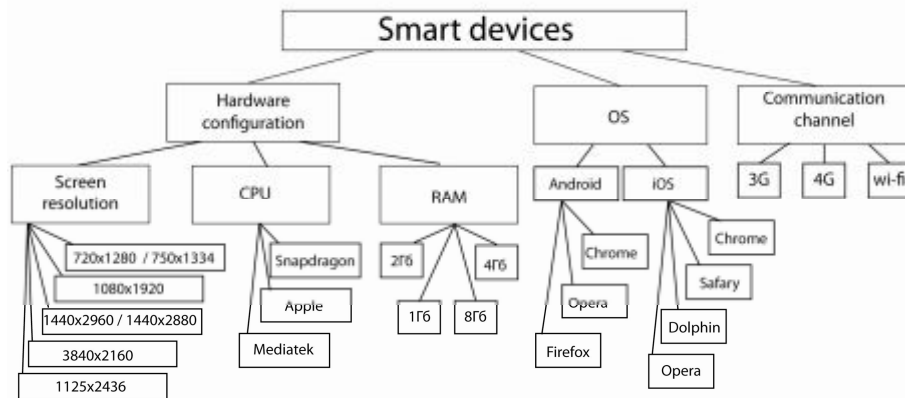 Smart devices
Hardware
configuration
OS
Communication
channel
Screen
resolution
CPU
RAM
Android
iOS
3G
4G
wi-fi
720x1280 / 750x1334
1080x1920
1440x2960 / 1440x2880
3840x2160
1125x2436
Snapdragon
Apple
Mediatek
2Гб
4Гб
1Гб
8Гб
Chrome
Opera
Firefox
Chrome
Safary
Dolphin
Opera